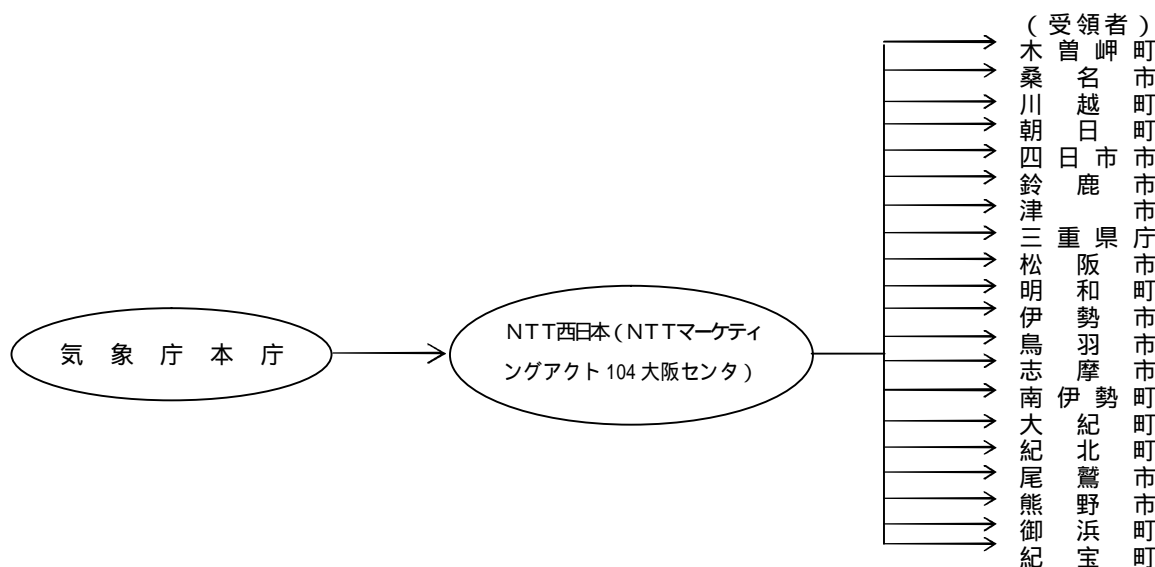 (受領者)
木曽岬町
桑名市
川越町
朝日町
四日市市
鈴鹿市
津市
三重県庁
松阪市
明和町
伊勢市
鳥羽市
志摩市
南伊勢町
大紀町
紀北町
尾鷲市
熊野市
御浜町
紀宝町
気象庁本庁
NTT西日本(NTTマーケティ
ングアクト104大阪センタ)